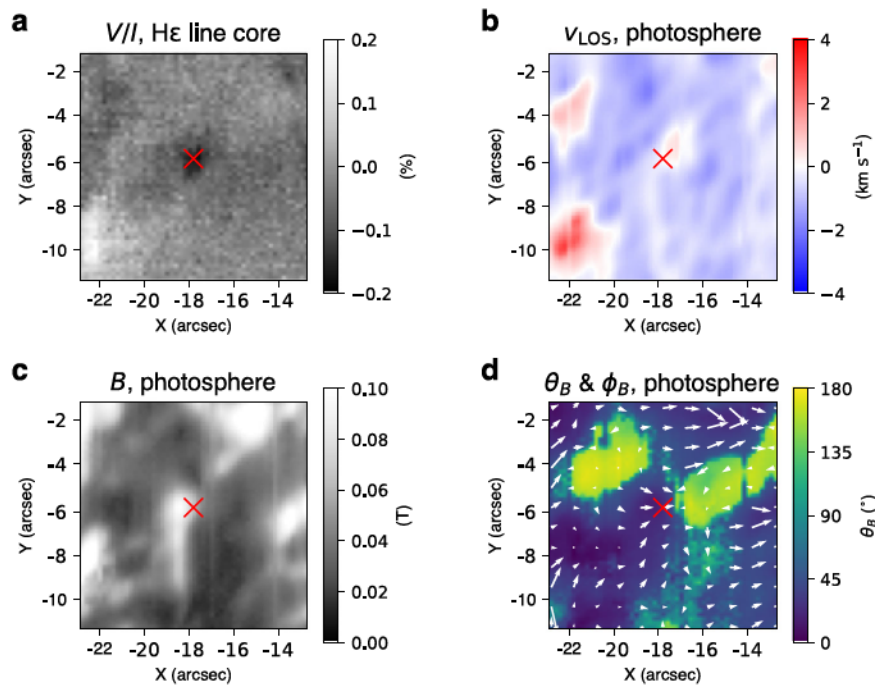 a
V/I, Hε line core
-2
-4
-6
-8
-10
Y (arcsec)
-22 -20 -18 -16 -14
X (arcsec)
0.2
0.1
0.0
−0.1
−0.2
(%)
b
vLOS, photosphere
-2
-4
-6
-8
-10
Y (arcsec)
-22 -20 -18 -16 -14
X (arcsec)
4
2
0
−2
−4
(km s⁻¹)
c
B, photosphere
-2
-4
-6
-8
-10
Y (arcsec)
-22 -20 -18 -16 -14
X (arcsec)
0.10
0.08
0.06
0.04
0.02
0.00
(T)
d
θB & ϕB, photosphere
-2
-4
-6
-8
-10
Y (arcsec)
-22 -20 -18 -16 -14
X (arcsec)
180
135
90
45
0
θB (°)